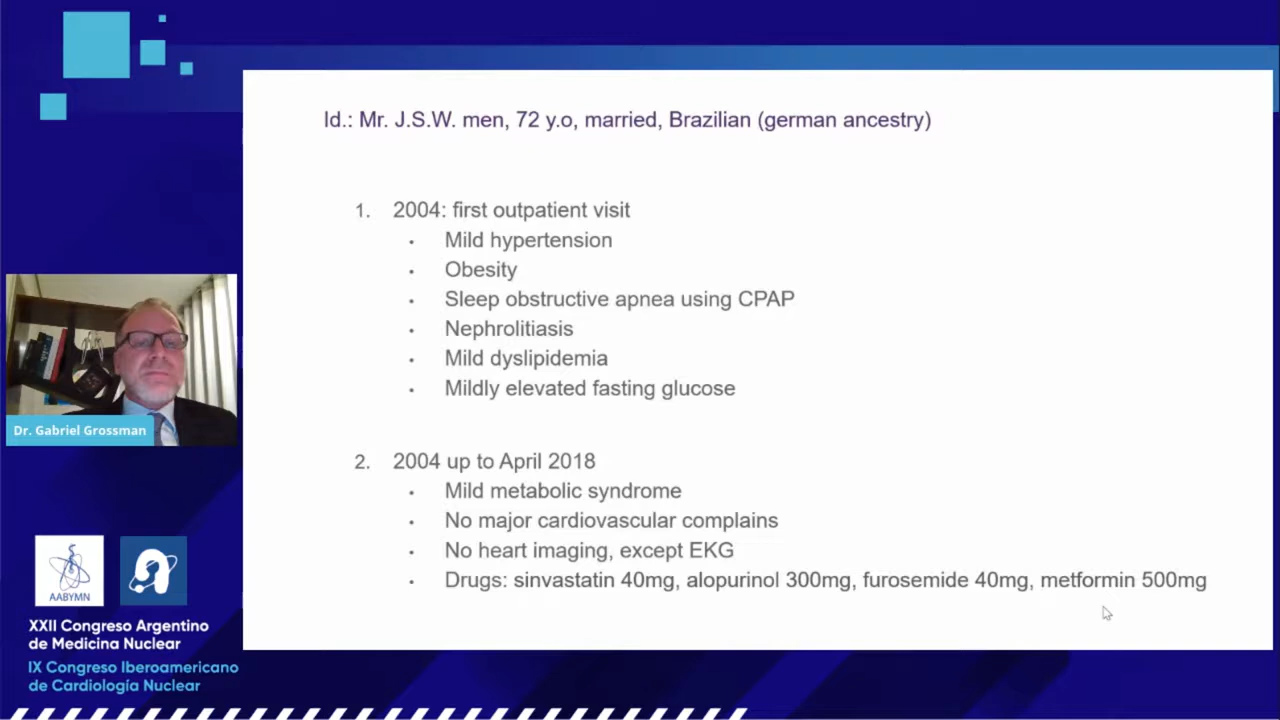 Id.: Mr. J.S.W. men, 72 y.o, married, Brazilian (german ancestry)
1. 2004: first outpatient visit
• Mild hypertension
• Obesity
• Sleep obstructive apnea using CPAP
• Nephrolitiasis
• Mild dyslipidemia
• Mildly elevated fasting glucose
2. 2004 up to April 2018
• Mild metabolic syndrome
• No major cardiovascular complains
• No heart imaging, except EKG
• Drugs: sinvastatin 40mg, alopurinol 300mg, furosemide 40mg, metformin 500mg
Dr. Gabriel Grossman
AABYMN
XXII Congreso Argentino
de Medicina Nuclear
IX Congreso Iberoamericano
de Cardiología Nuclear